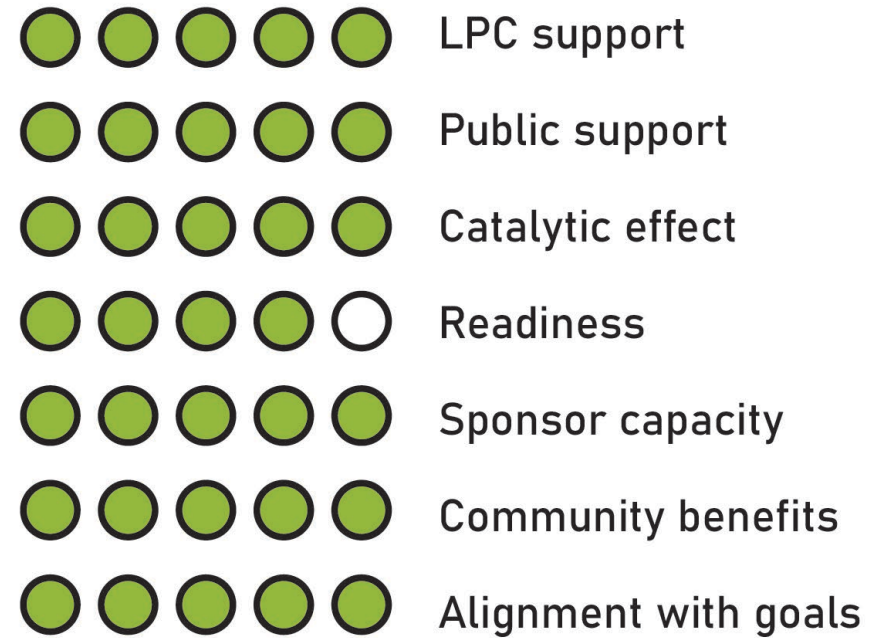 LPC support
Public support
Catalytic effect
Readiness
Sponsor capacity
Community benefits
Alignment with goals